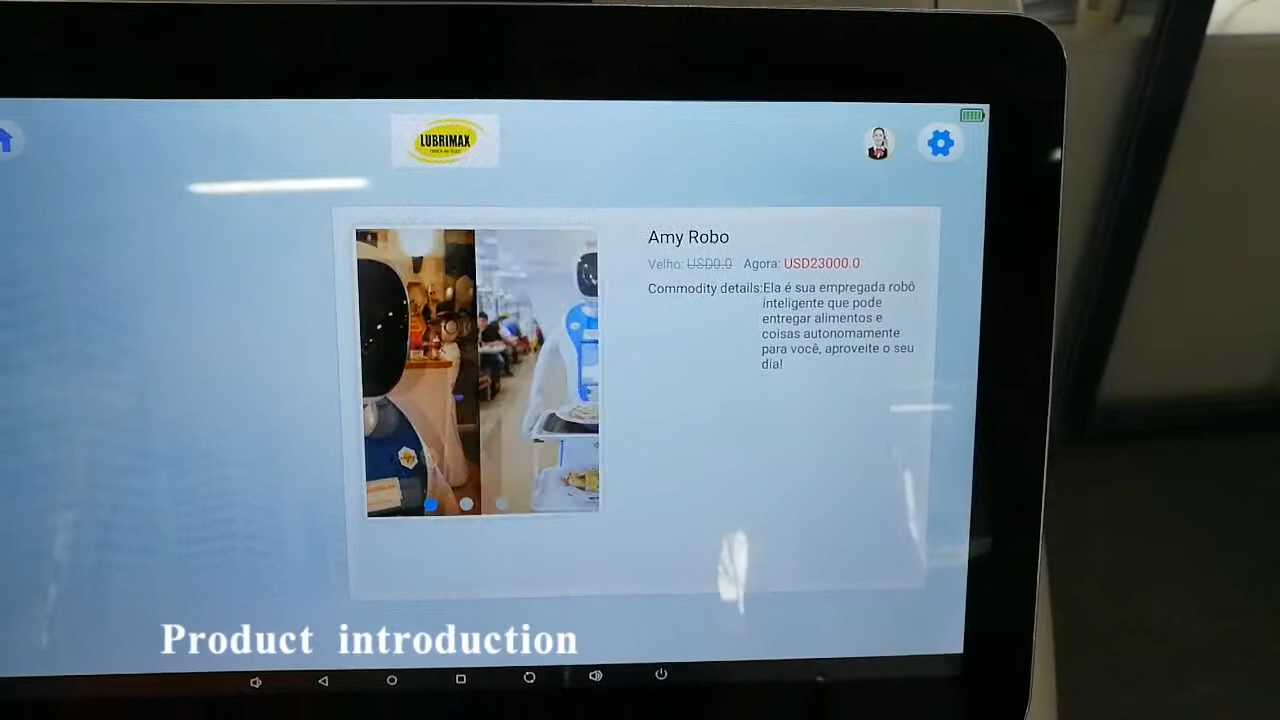 LUBRIMAX
Amy Robo
Velho: USD0.0 Agora: USD23000.0
Commodity details:Ela é sua empregada robô
inteligente que pode
entregar alimentos e
coisas autonomamente
para você, aproveite o seu
dia!
Product introduction